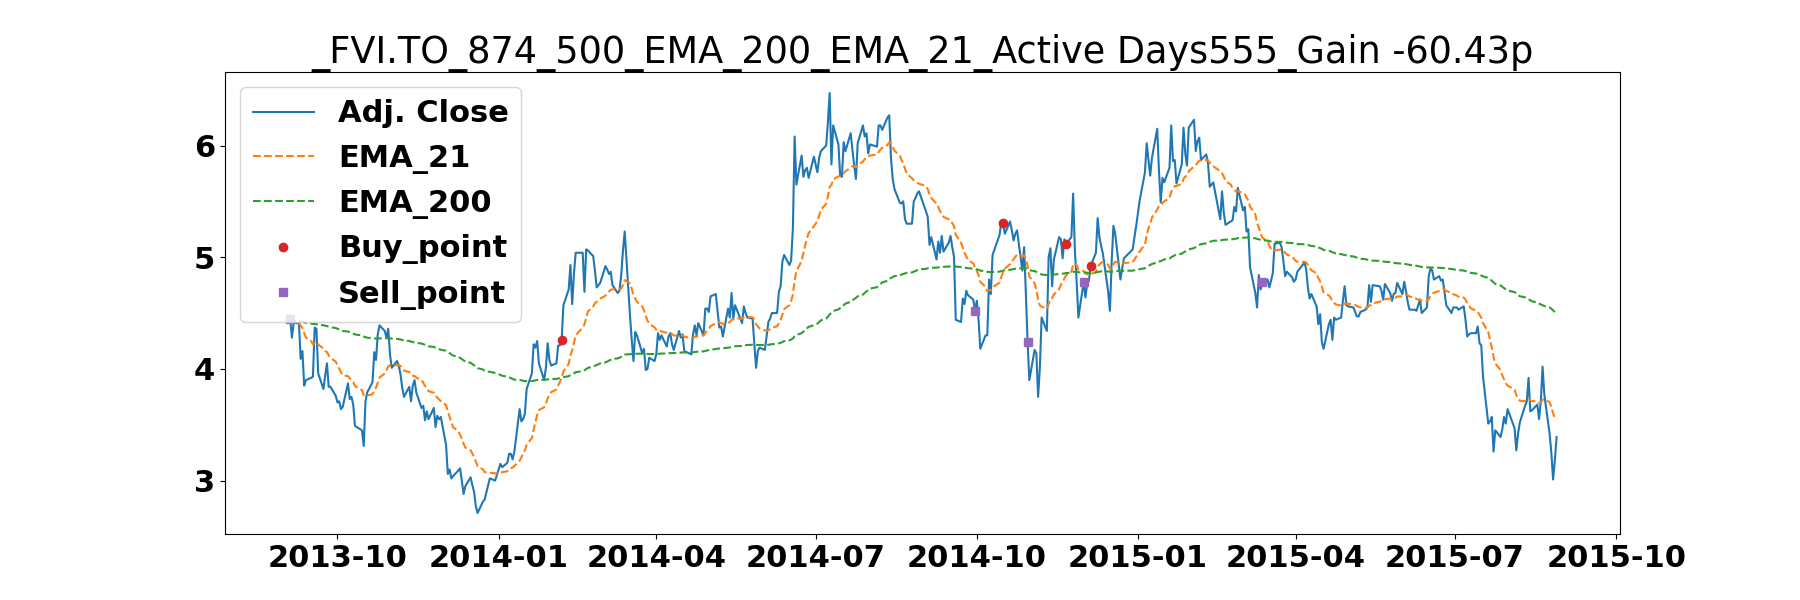 _FVI.TO_874_500_EMA_200_EMA_21_Active Days555_Gain -60.43p
Adj. Close
EMA_21
EMA_200
Buy_point
Sell_point
6
5
4
3
2013-10 2014-01 2014-04 2014-07 2014-10 2015-01 2015-04 2015-07 2015-10